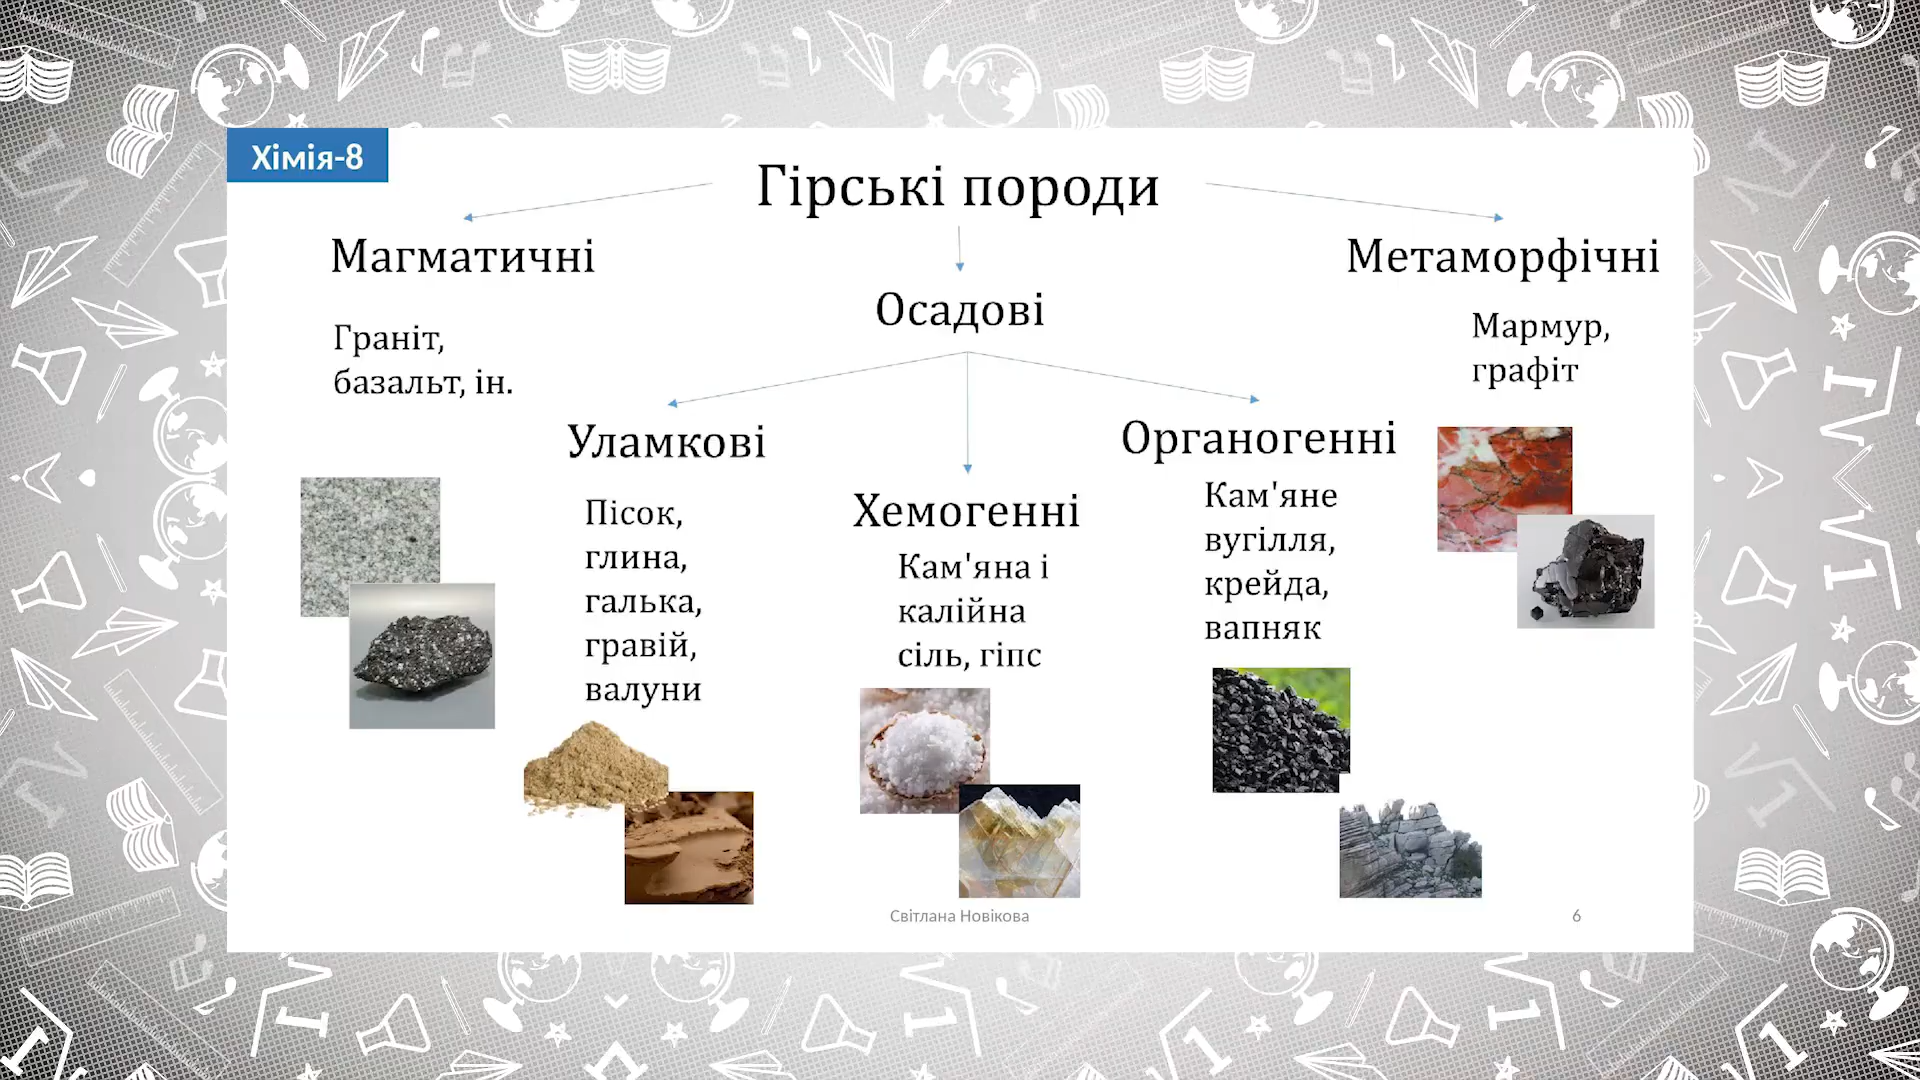 Хімія-8
Гірські породи
Магматичні
Граніт,
базальт, ін.
Осадові
Метаморфічні
Мармур,
графіт
Уламкові
Пісок,
глина,
галька,
гравій,
валуни
Хемогенні
Кам'яна і
калійна
сіль, гіпс
Органогенні
Кам'яне
вугілля,
крейда,
вапняк
Світлана Новікова
6